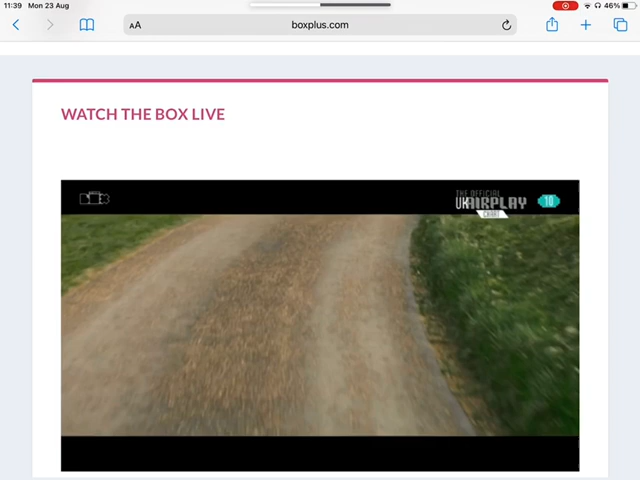 11:39 Mon 23 Aug
46%
AA
boxplus.com
WATCH THE BOX LIVE
THE OFFICIAL
UK AIRPLAY
CHART
10